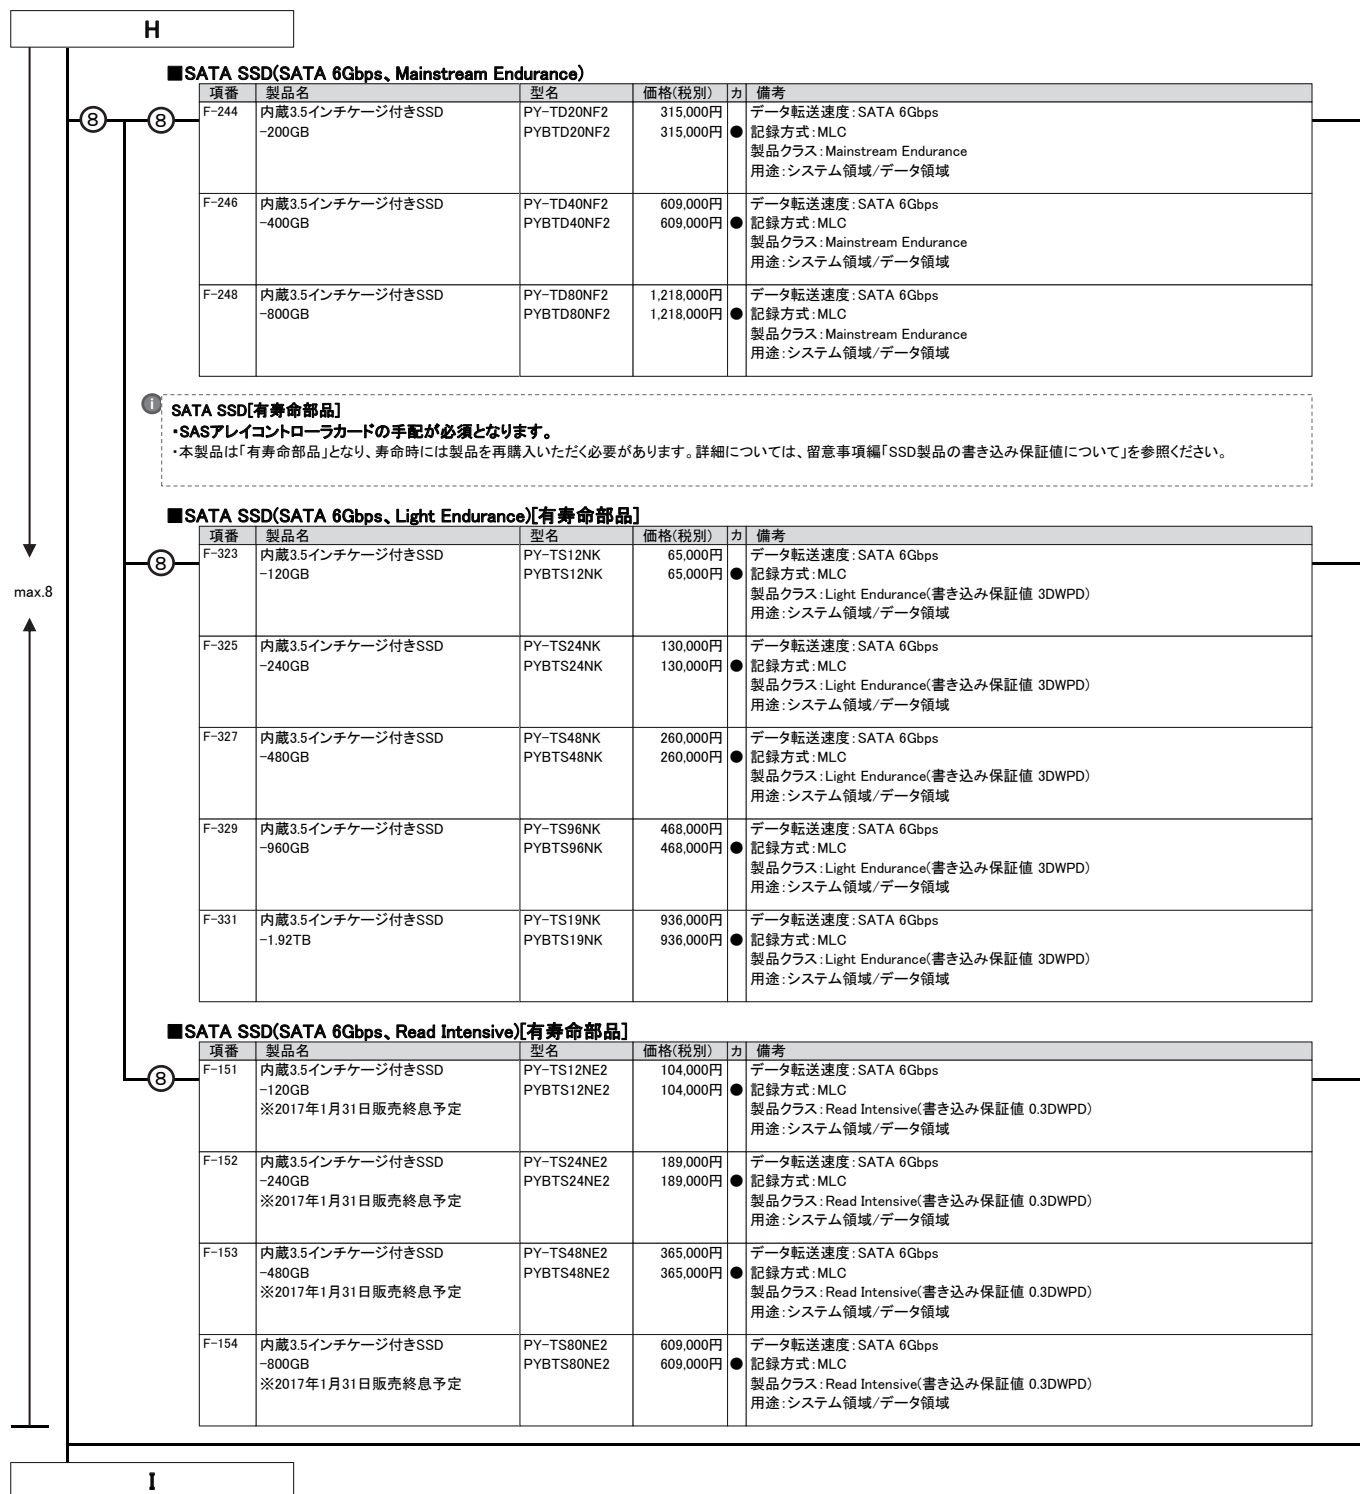 H
■SATA SSD(SATA 6Gbps、Mainstream Endurance)
項番 製品名 型名 価格(税別) カ 備考
F-244 内蔵3.5インチケージ付きSSD PY-TD20NF2 315,000円 データ転送速度:SATA 6Gbps
⑧ ⑧ -200GB PYBTD20NF2 315,000円 ● 記録方式:MLC
製品クラス:Mainstream Endurance
用途:システム領域/データ領域
F-246 内蔵3.5インチケージ付きSSD PY-TD40NF2 609,000円 データ転送速度:SATA 6Gbps
-400GB PYBTD40NF2 609,000円 ● 記録方式:MLC
製品クラス:Mainstream Endurance
用途:システム領域/データ領域
F-248 内蔵3.5インチケージ付きSSD PY-TD80NF2 1,218,000円 データ転送速度:SATA 6Gbps
-800GB PYBTD80NF2 1,218,000円 ● 記録方式:MLC
製品クラス:Mainstream Endurance
用途:システム領域/データ領域
i SATA SSD[有寿命部品]
・SASアレイコントローラカードの手配が必須となります。
・本製品は「有寿命部品」となり、寿命時には製品を再購入いただく必要があります。詳細については、留意事項編「SSD製品の書き込み保証値について」を参照ください。
■SATA SSD(SATA 6Gbps、Light Endurance)[有寿命部品]
項番 製品名 型名 価格(税別) カ 備考
F-323 内蔵3.5インチケージ付きSSD PY-TS12NK 65,000円 データ転送速度:SATA 6Gbps
⑧ -120GB PYBTS12NK 65,000円 ● 記録方式:MLC
max.8 製品クラス:Light Endurance(書き込み保証値 3DWPD)
用途:システム領域/データ領域
F-325 内蔵3.5インチケージ付きSSD PY-TS24NK 130,000円 データ転送速度:SATA 6Gbps
-240GB PYBTS24NK 130,000円 ● 記録方式:MLC
製品クラス:Light Endurance(書き込み保証値 3DWPD)
用途:システム領域/データ領域
F-327 内蔵3.5インチケージ付きSSD PY-TS48NK 260,000円 データ転送速度:SATA 6Gbps
-480GB PYBTS48NK 260,000円 ● 記録方式:MLC
製品クラス:Light Endurance(書き込み保証値 3DWPD)
用途:システム領域/データ領域
F-329 内蔵3.5インチケージ付きSSD PY-TS96NK 468,000円 データ転送速度:SATA 6Gbps
-960GB PYBTS96NK 468,000円 ● 記録方式:MLC
製品クラス:Light Endurance(書き込み保証値 3DWPD)
用途:システム領域/データ領域
F-331 内蔵3.5インチケージ付きSSD PY-TS19NK 936,000円 データ転送速度:SATA 6Gbps
-1.92TB PYBTS19NK 936,000円 ● 記録方式:MLC
製品クラス:Light Endurance(書き込み保証値 3DWPD)
用途:システム領域/データ領域
■SATA SSD(SATA 6Gbps、Read Intensive)[有寿命部品]
項番 製品名 型名 価格(税別) カ 備考
F-151 内蔵3.5インチケージ付きSSD PY-TS12NE2 104,000円 データ転送速度:SATA 6Gbps
⑧ -120GB PYBTS12NE2 104,000円 ● 記録方式:MLC
※2017年1月31日販売終息予定 製品クラス:Read Intensive(書き込み保証値 0.3DWPD)
用途:システム領域/データ領域
F-152 内蔵3.5インチケージ付きSSD PY-TS24NE2 189,000円 データ転送速度:SATA 6Gbps
-240GB PYBTS24NE2 189,000円 ● 記録方式:MLC
※2017年1月31日販売終息予定 製品クラス:Read Intensive(書き込み保証値 0.3DWPD)
用途:システム領域/データ領域
F-153 内蔵3.5インチケージ付きSSD PY-TS48NE2 365,000円 データ転送速度:SATA 6Gbps
-480GB PYBTS48NE2 365,000円 ● 記録方式:MLC
※2017年1月31日販売終息予定 製品クラス:Read Intensive(書き込み保証値 0.3DWPD)
用途:システム領域/データ領域
F-154 内蔵3.5インチケージ付きSSD PY-TS80NE2 609,000円 データ転送速度:SATA 6Gbps
-800GB PYBTS80NE2 609,000円 ● 記録方式:MLC
※2017年1月31日販売終息予定 製品クラス:Read Intensive(書き込み保証値 0.3DWPD)
用途:システム領域/データ領域
I